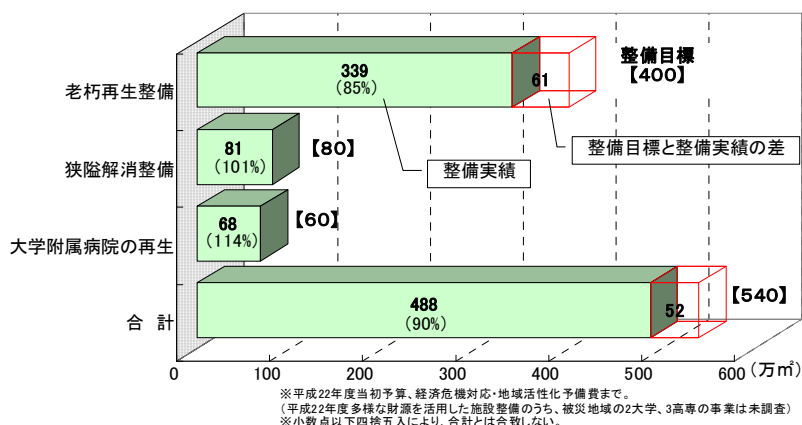 整備目標
【400】
老朽再生整備
339
(85%)
61
狭隘解消整備
81
(101%)
【80】
整備実績
整備目標と整備実績の差
大学附属病院の再生
68
(114%)
【60】
合 計
488
(90%)
52
【540】
0 100 200 300 400 500 600 (万㎡)
※平成22年度当初予算、経済危機対応・地域活性化予備費まで。
(平成22年度多様な財源を活用した施設整備のうち、被災地域の2大学、3高専の事業は未調査)
※小数点以下四捨五入により、合計とは合致しない。